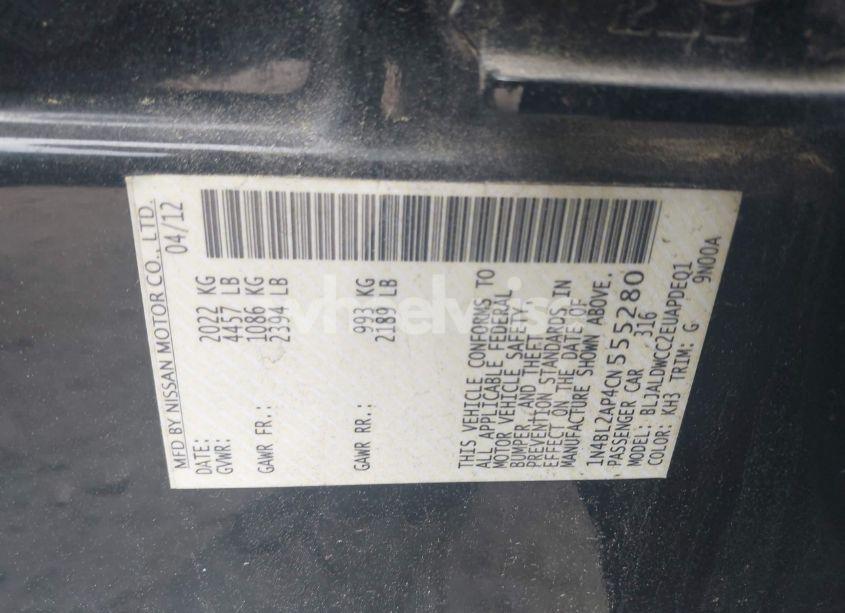 MFD BY NISSAN MOTOR CO., LTD.
DATE: 04/12
GVWR: 2022 KG
4457 LB
GAWR FR.: 1086 KG
2394 LB
GAWR RR.: 993 KG
2189 LB
THIS VEHICLE CONFORMS TO
ALL APPLICABLE FEDERAL
MOTOR VEHICLE SAFETY,
BUMPER, AND THEFT
PREVENTION STANDARDS IN
EFFECT ON THE DATE OF
MANUFACTURE SHOWN ABOVE.
1N4BL2AP4CN555280
PASSENGER CAR 316
MODEL: BLJALDWCC2EUAPDEQ1
COLOR: KH3 TRIM: G 9N00A